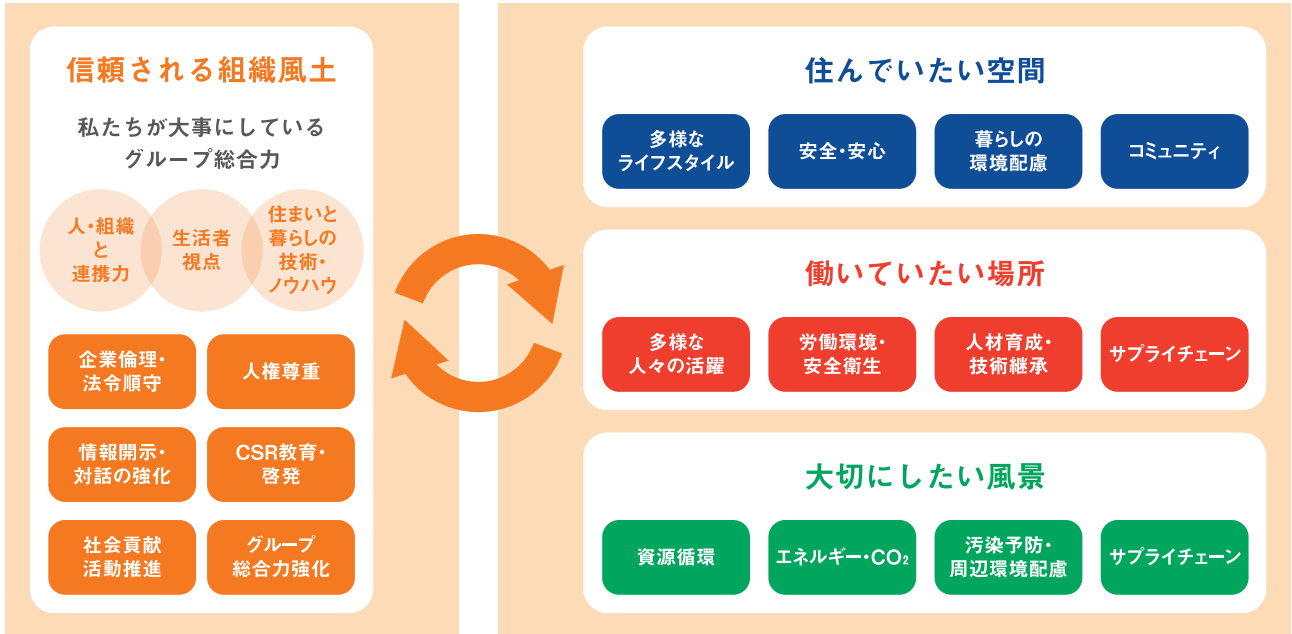 信頼される組織風土
私たちが大事にしている
グループ総合力
人・組織
と
連携力
生活者
視点
住まいと
暮らしの
技術・
ノウハウ
企業倫理・
法令順守
人権尊重
情報開示・
対話の強化
CSR教育・
啓発
社会貢献
活動推進
グループ
総合力強化
住んでいたい空間
多様な
ライフスタイル
安全・安心
暮らしの
環境配慮
コミュニティ
働いていたい場所
多様な
人々の活躍
労働環境・
安全衛生
人材育成・
技術継承
サプライチェーン
大切にしたい風景
資源循環
エネルギー・CO₂
汚染予防・
周辺環境配慮
サプライチェーン